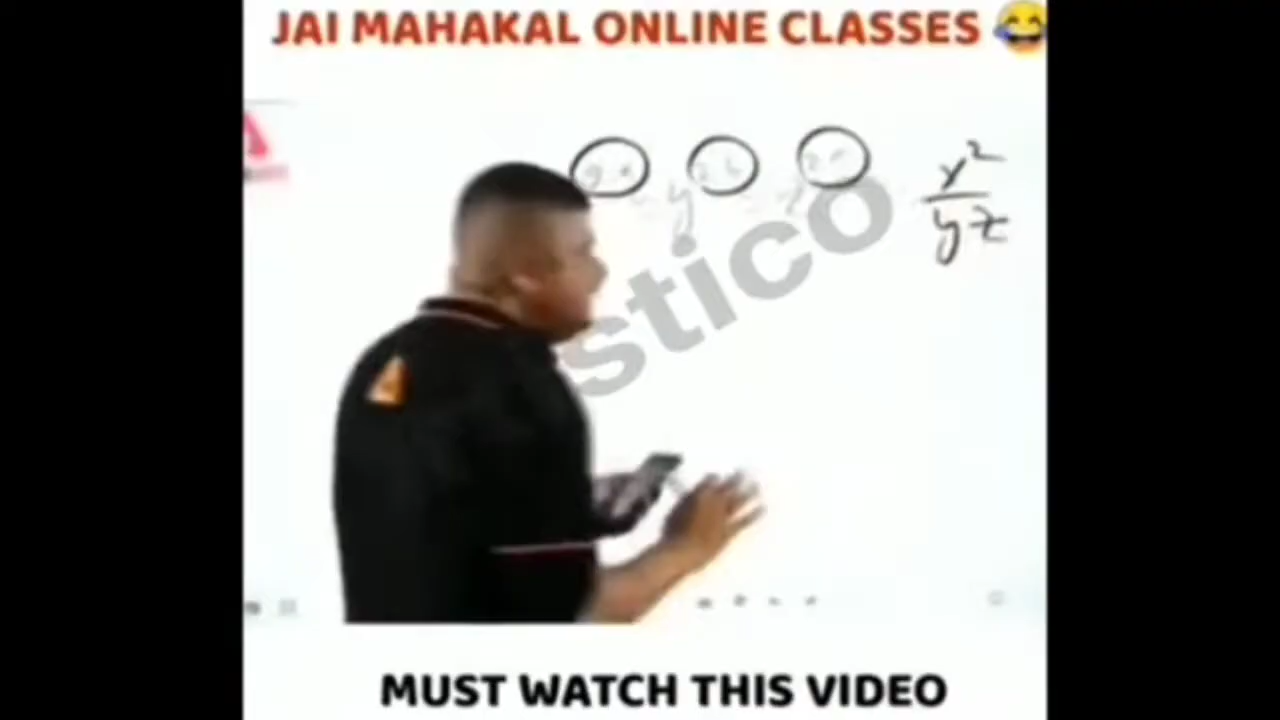 JAI MAHAKAL ONLINE CLASSES 😂
y
x²
yz
stico
MUST WATCH THIS VIDEO